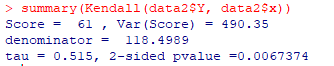 > summary(Kendall(data2$Y, data2$x))
Score =  61 , Var(Score) = 490.35
denominator =  118.4989
tau = 0.515, 2-sided pvalue =0.0067374